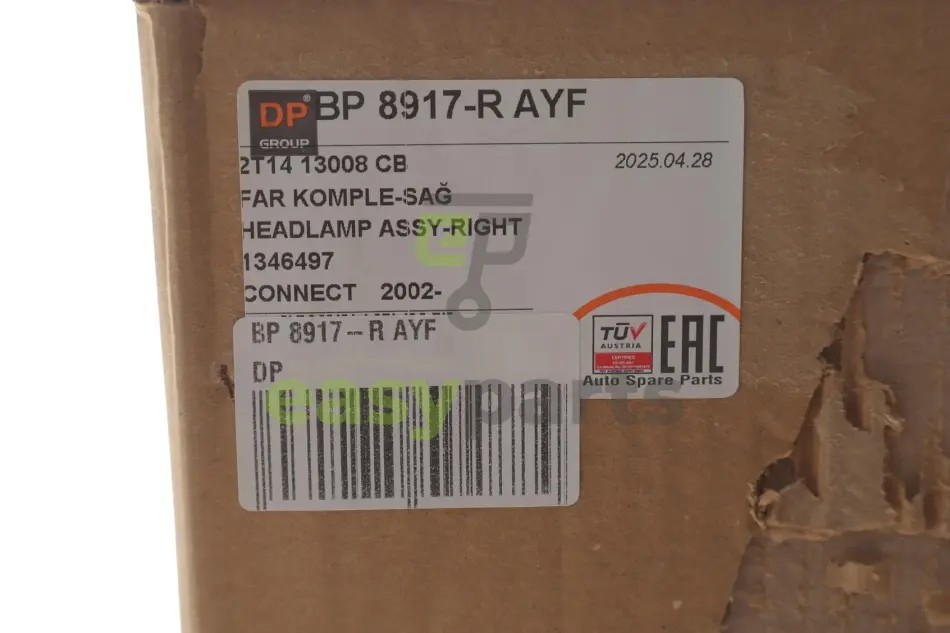 DP®
GROUP
BP 8917-R AYF
2T14 13008 CB
2025.04.28
FAR KOMPLE-SAĞ
HEADLAMP ASSY-RIGHT
1346497
CONNECT 2002-
TÜV
AUSTRIA
EAC
Auto Spare Parts
BP 8917-R AYF
DP
easyparts